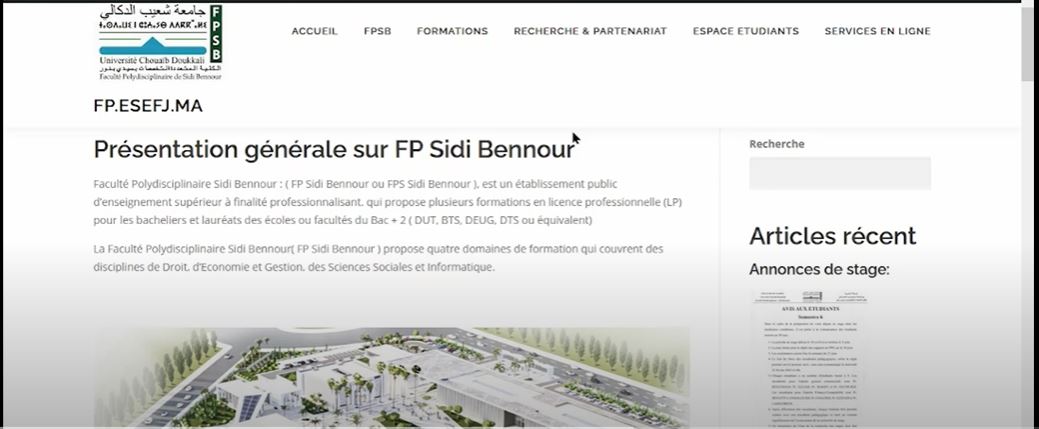 جامعة شعيب الدكالي
Université Chouaïb Doukkali
Faculté Polydisciplinaire de Sidi Bennour
FPSB
ACCUEIL FPSB FORMATIONS RECHERCHE & PARTENARIAT ESPACE ETUDIANTS SERVICES EN LIGNE
FP.ESEFJ.MA
Présentation générale sur FP Sidi Bennour
Faculté Polydisciplinaire Sidi Bennour : ( FP Sidi Bennour ou FPS Sidi Bennour ), est un établissement public
d'enseignement supérieur à finalité professionnalisant, qui propose plusieurs formations en licence professionnelle (LP)
pour les bacheliers et lauréats des écoles ou facultés du Bac + 2 ( DUT, BTS, DEUG, DTS ou équivalent)
La Faculté Polydisciplinaire Sidi Bennour( FP Sidi Bennour ) propose quatre domaines de formation qui couvrent des
disciplines de Droit, d'Economie et Gestion, des Sciences Sociales et Informatique.
Recherche
Articles récent
Annonces de stage:
AVIS AUX ETUDIANTS
Semestre 6